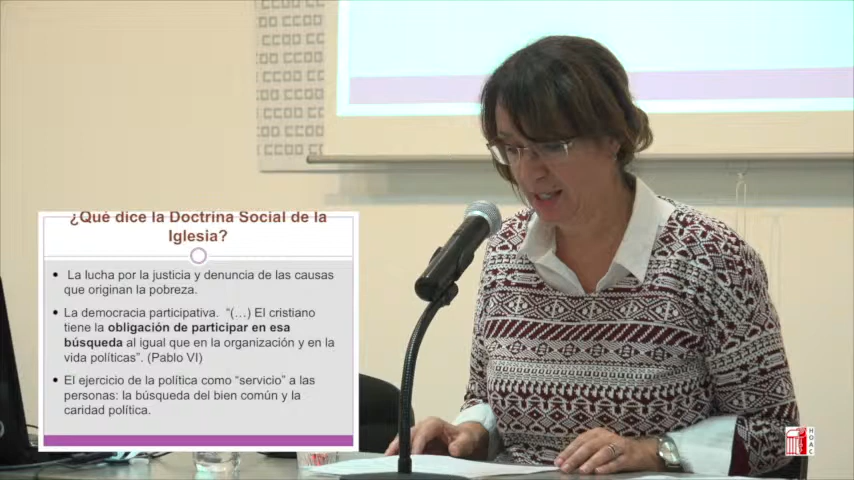 CCOO CCOO
¿Qué dice la Doctrina Social de la
Iglesia?
• La lucha por la justicia y denuncia de las causas
que originan la pobreza.
• La democracia participativa. “(…) El cristiano
tiene la obligación de participar en esa
búsqueda al igual que en la organización y en la
vida políticas”. (Pablo VI)
• El ejercicio de la política como “servicio” a las
personas: la búsqueda del bien común y la
caridad política.
HOAC